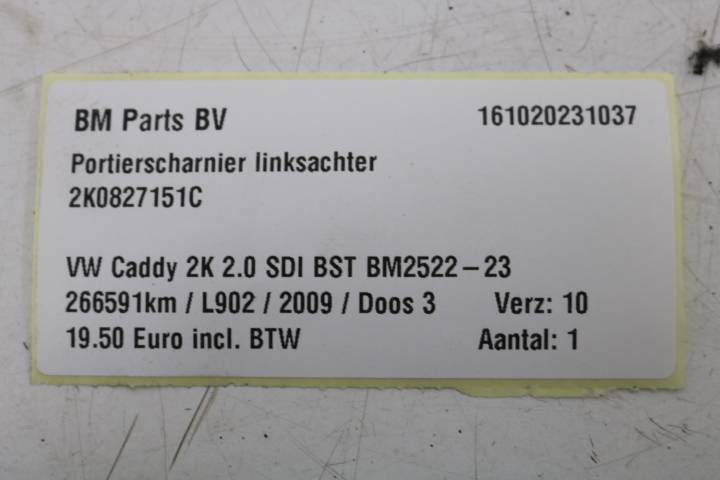 BM Parts BV 161020231037
Portierscharnier linksachter
2K0827151C
VW Caddy 2K 2.0 SDI BST BM2522-23
266591km / L902 / 2009 / Doos 3 Verz: 10
19.50 Euro incl. BTW Aantal: 1